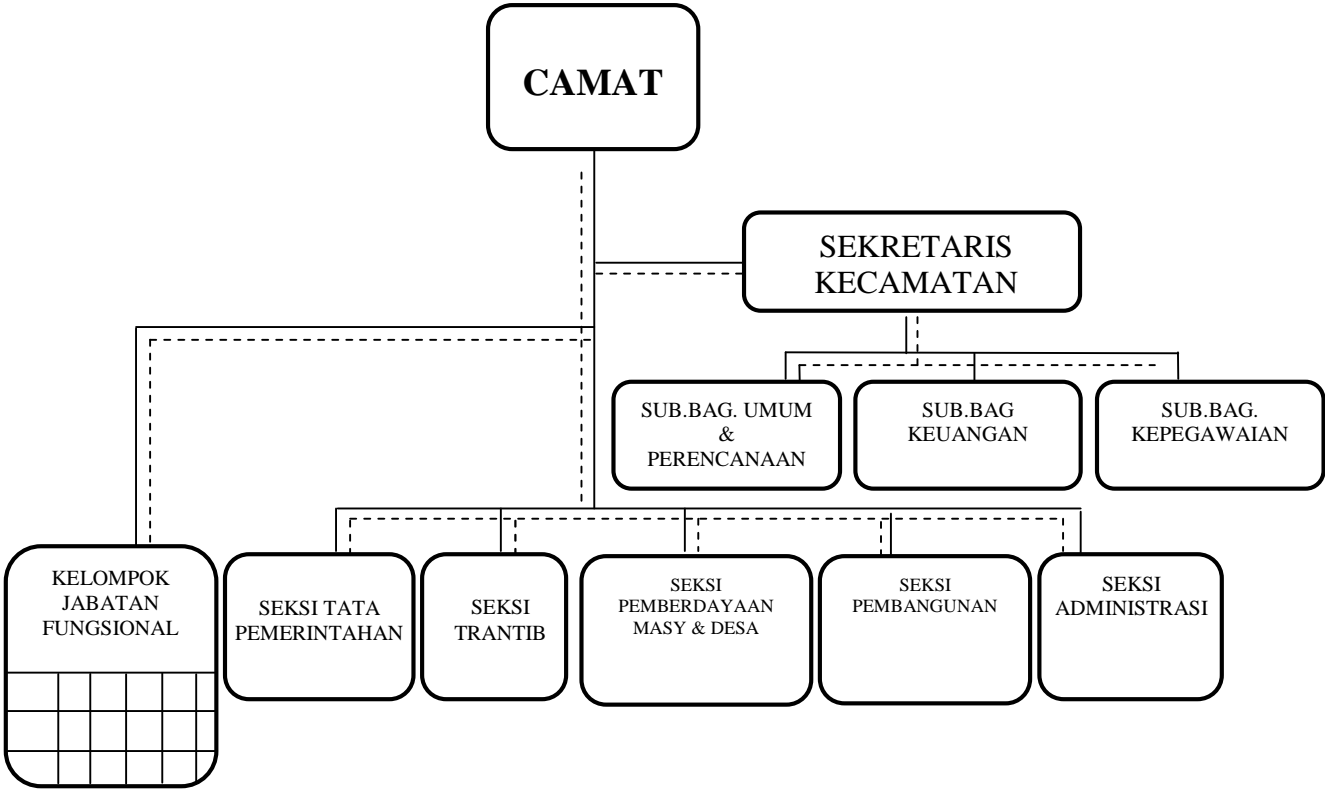 CAMAT
SEKRETARIS
KECAMATAN
SUB.BAG. UMUM
&
PERENCANAAN
SUB.BAG
KEUANGAN
SUB.BAG.
KEPEGAWAIAN
KELOMPOK
JABATAN
FUNGSIONAL
SEKSI TATA
PEMERINTAHAN
SEKSI
TRANTIB
SEKSI
PEMBERDAYAAN
MASY & DESA
SEKSI
PEMBANGUNAN
SEKSI
ADMINISTRASI